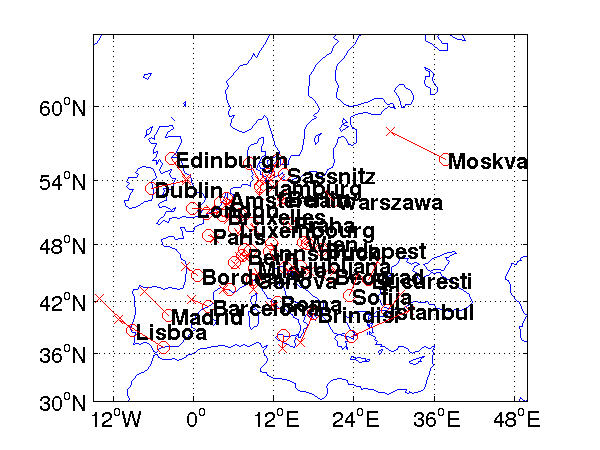 60°N
54°N
48°N
42°N
36°N
30°N
12°W
0°
12°E
24°E
36°E
48°E
Moskva
Edinburgh
Sassnitz
Dublin
Hamburg
Amsterdam
Warszawa
London
Bruxelles
Luxembourg
Paris
Wien
Budapest
Bern
Innsbruck
Ljubljana
Milano
Bordeaux
Genova
Beograd
Bucuresti
Sofija
Roma
Barcelona
Brindisi
Istanbul
Madrid
Lisboa